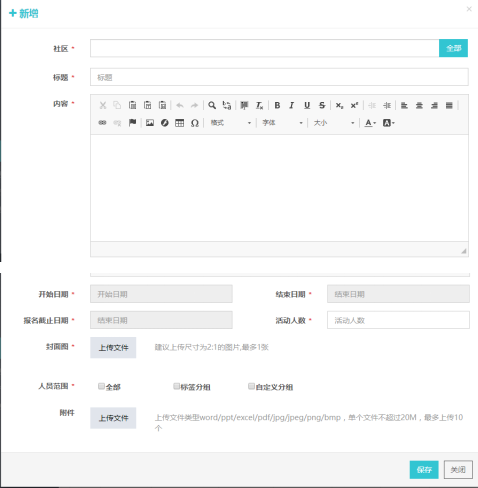 + 新增 ×
社区 * 全部
标题 * 标题
内容 *
B I U S x₂ x² Ω 格式 字体 大小 A A
开始日期 * 开始日期 结束日期 * 结束日期
报名截止日期 * 结束日期 活动人数 * 活动人数
封面图 * 上传文件 建议上传尺寸为2:1的图片,最多1张
人员范围 * 全部 标签分组 自定义分组
附件 上传文件 上传文件类型word/ppt/excel/pdf/jpg/jpeg/png/bmp，单个文件不超过20M，最多上传10
个
保存 关闭